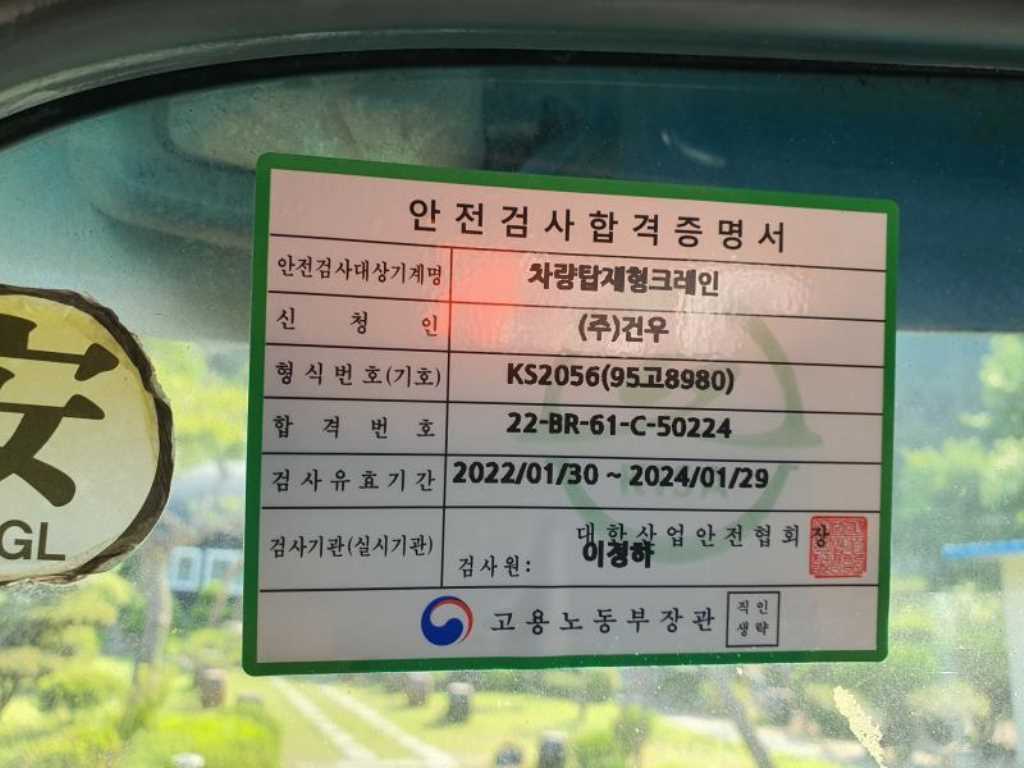 안전검사합격증명서
안전검사대상기계명 차량탑재형크레인
신청인 (주)건우
형식번호(기호) KS2056(95고8980)
합격번호 22-BR-61-C-50224
검사유효기간 2022/01/30 ~ 2024/01/29
검사기관(실시기관) 대한산업안전협회장
검사원: 이정하
고용노동부장관 직인
생략
安
GL